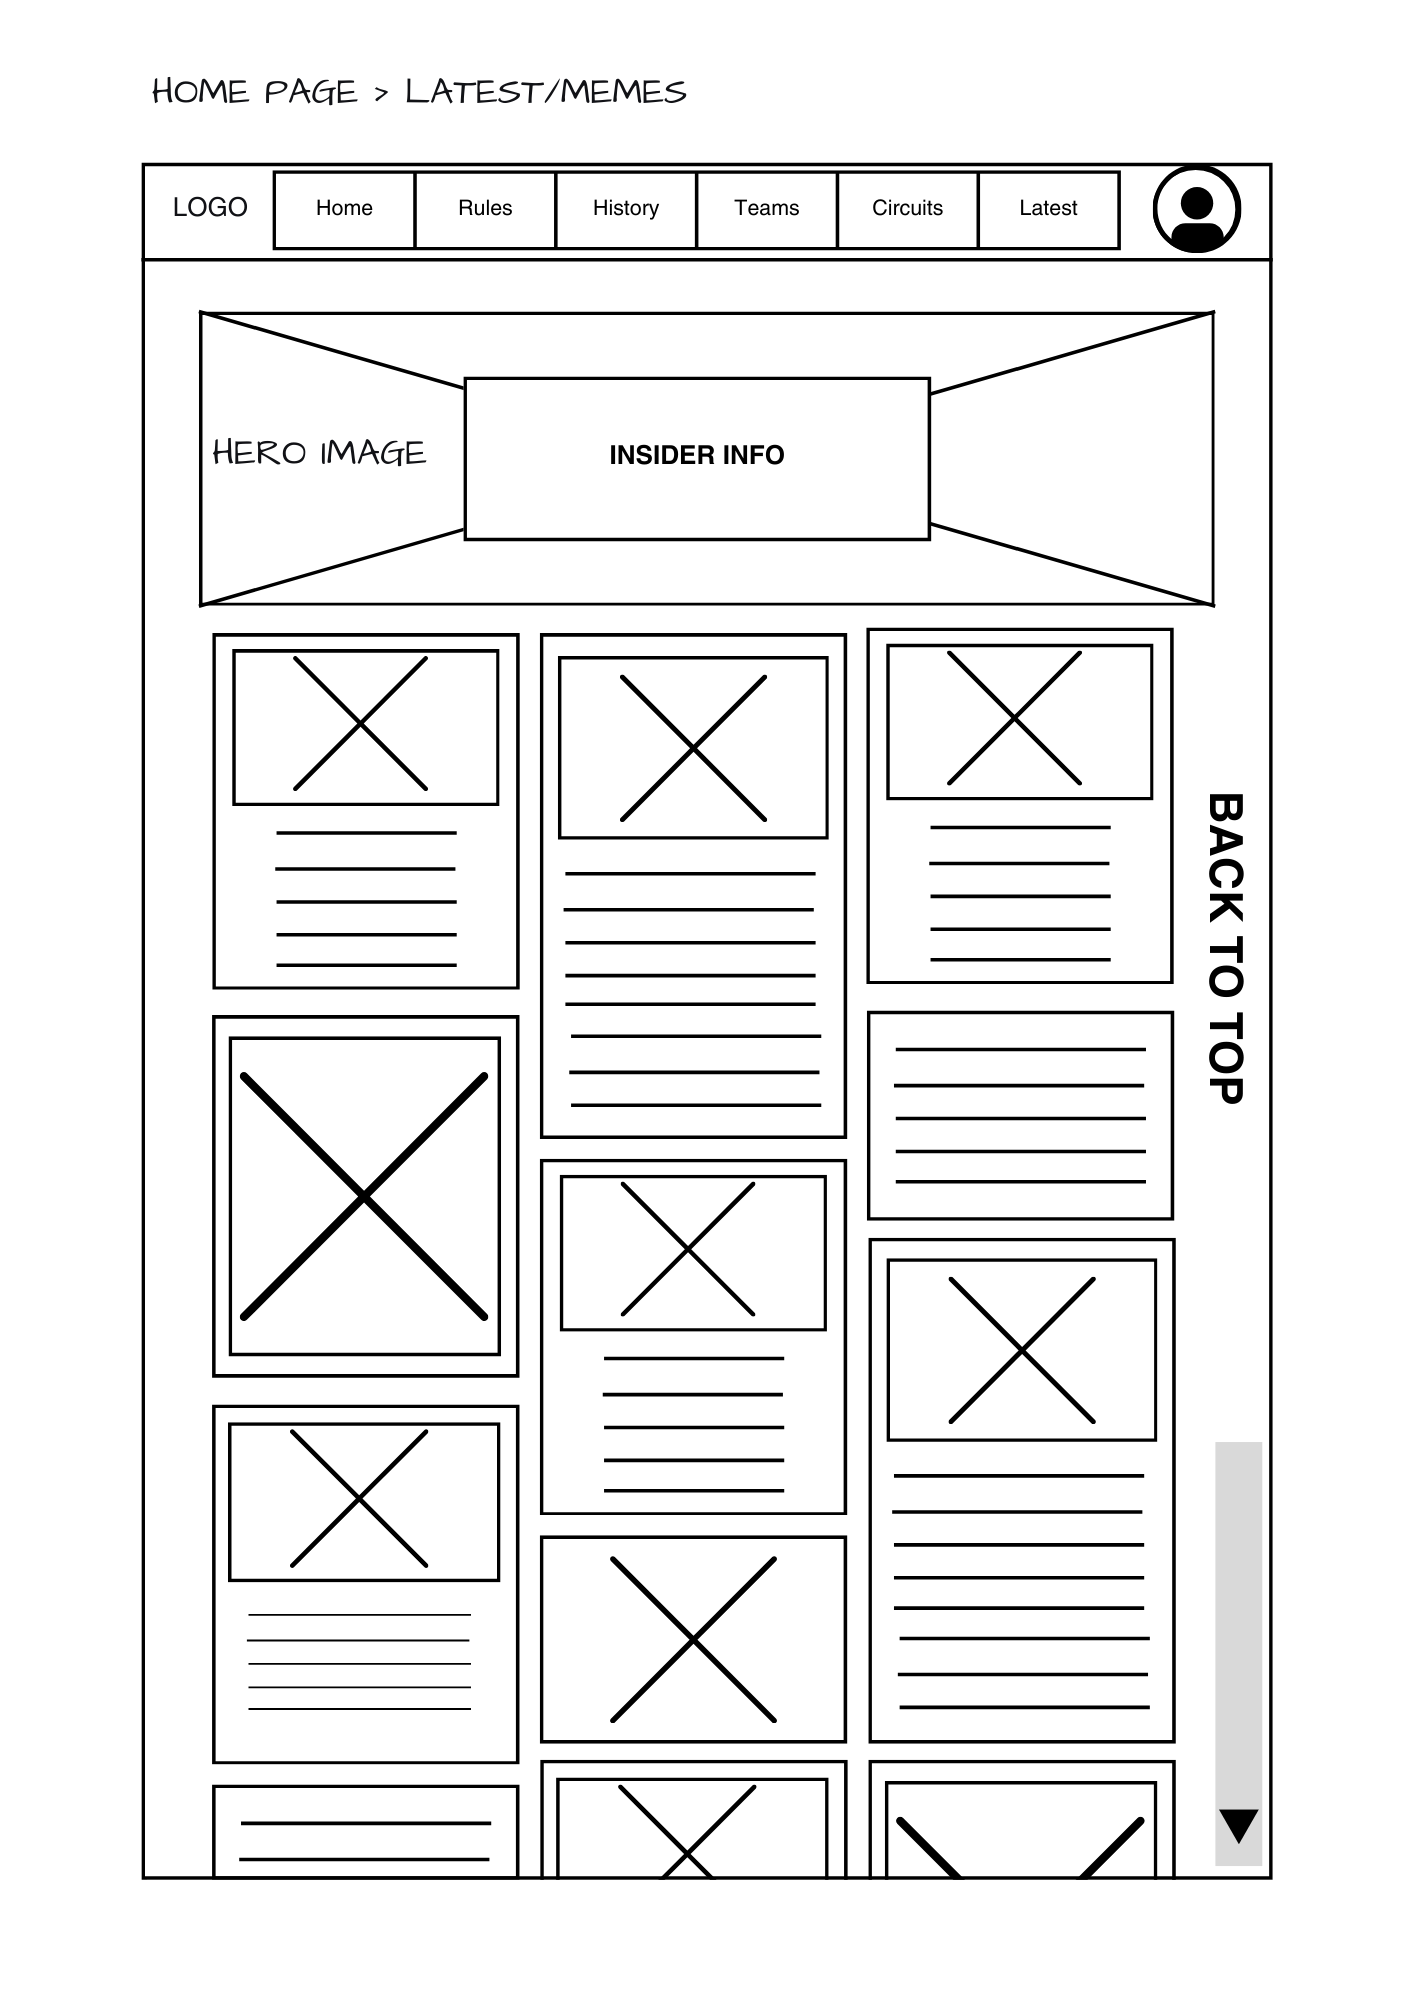 HOME PAGE > LATEST/MEMES
LOGO
Home
Rules
History
Teams
Circuits
Latest
HERO IMAGE
INSIDER INFO
BACK TO TOP